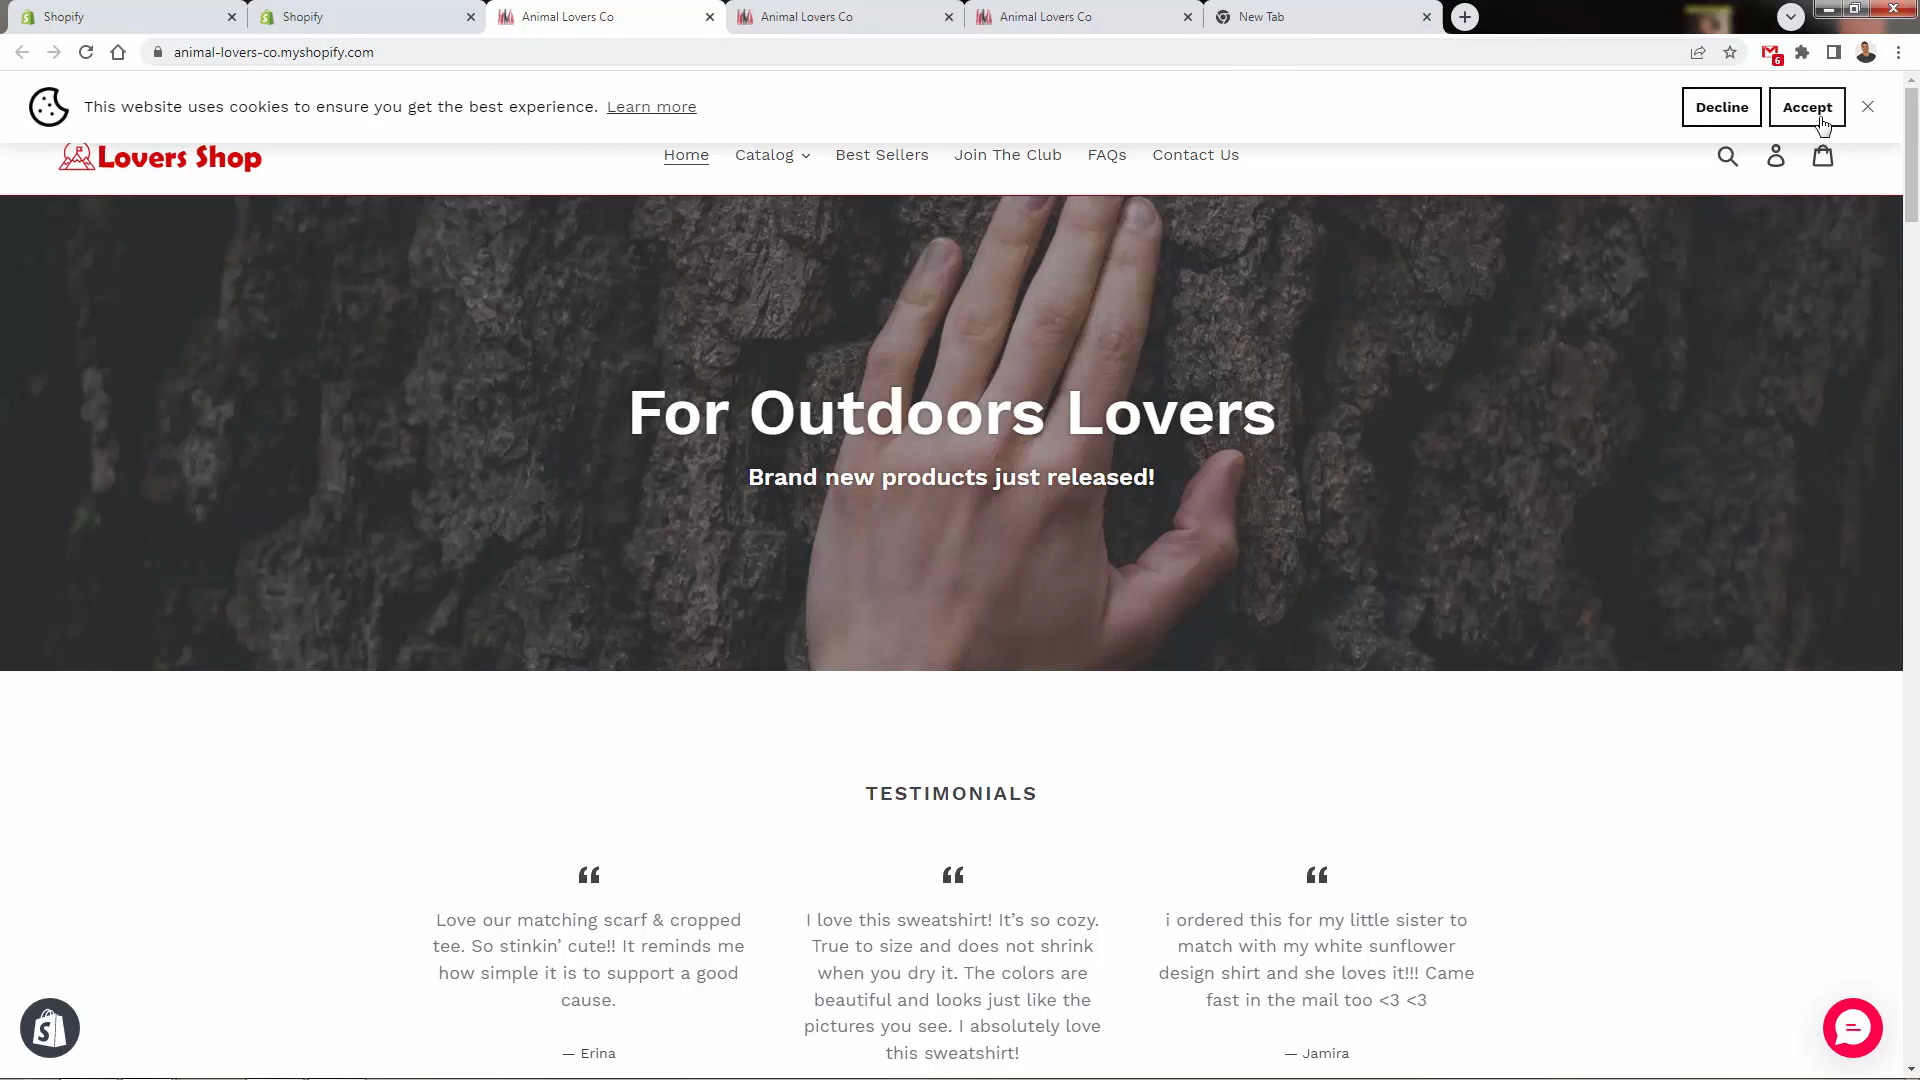 Shopify
Shopify
Animal Lovers Co
Animal Lovers Co
Animal Lovers Co
New Tab
animal-lovers-co.myshopify.com
6
This website uses cookies to ensure you get the best experience. Learn more
Decline
Accept
Lovers Shop
Home
Catalog
Best Sellers
Join The Club
FAQs
Contact Us
For Outdoors Lovers
Brand new products just released!
TESTIMONIALS
“
Love our matching scarf & cropped
tee. So stinkin’ cute!! It reminds me
how simple it is to support a good
cause.
— Erina
“
I love this sweatshirt! It’s so cozy.
True to size and does not shrink
when you dry it. The colors are
beautiful and looks just like the
pictures you see. I absolutely love
this sweatshirt!
“
i ordered this for my little sister to
match with my white sunflower
design shirt and she loves it!!! Came
fast in the mail too <3 <3
— Jamira